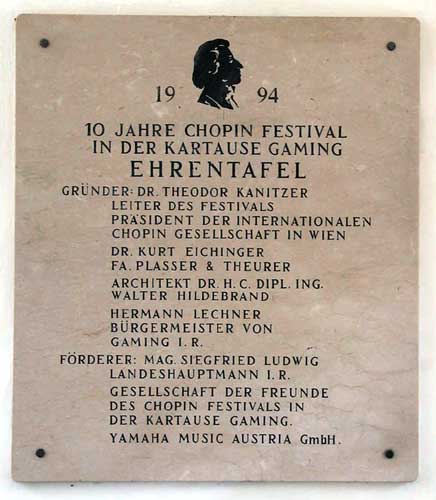 19 94
10 JAHRE CHOPIN FESTIVAL
IN DER KARTAUSE GAMING
EHRENTAFEL
GRÜNDER: DR. THEODOR KANITZER
LEITER DES FESTIVALS
PRÄSIDENT DER INTERNATIONALEN
CHOPIN GESELLSCHAFT IN WIEN
DR. KURT EICHINGER
FA. PLASSER & THEURER
ARCHITEKT DR. H. C. DIPL. ING.
WALTER HILDEBRAND
HERMANN LECHNER
BÜRGERMEISTER VON
GAMING I. R.
FÖRDERER: MAG. SIEGFRIED LUDWIG
LANDESHAUPTMANN I. R.
GESELLSCHAFT DER FREUNDE
DES CHOPIN FESTIVALS IN
DER KARTAUSE GAMING.
YAMAHA MUSIC AUSTRIA GmbH.